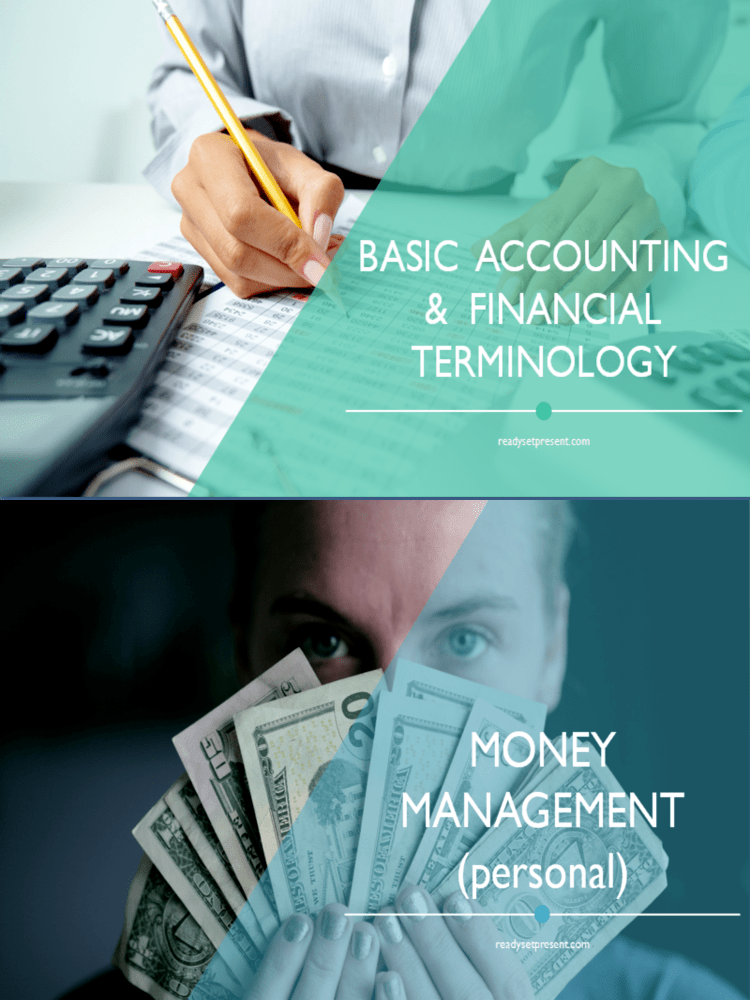 BASIC ACCOUNTING
& FINANCIAL
TERMINOLOGY
readysetpresent.com
MONEY
MANAGEMENT
(personal)
readysetpresent.com